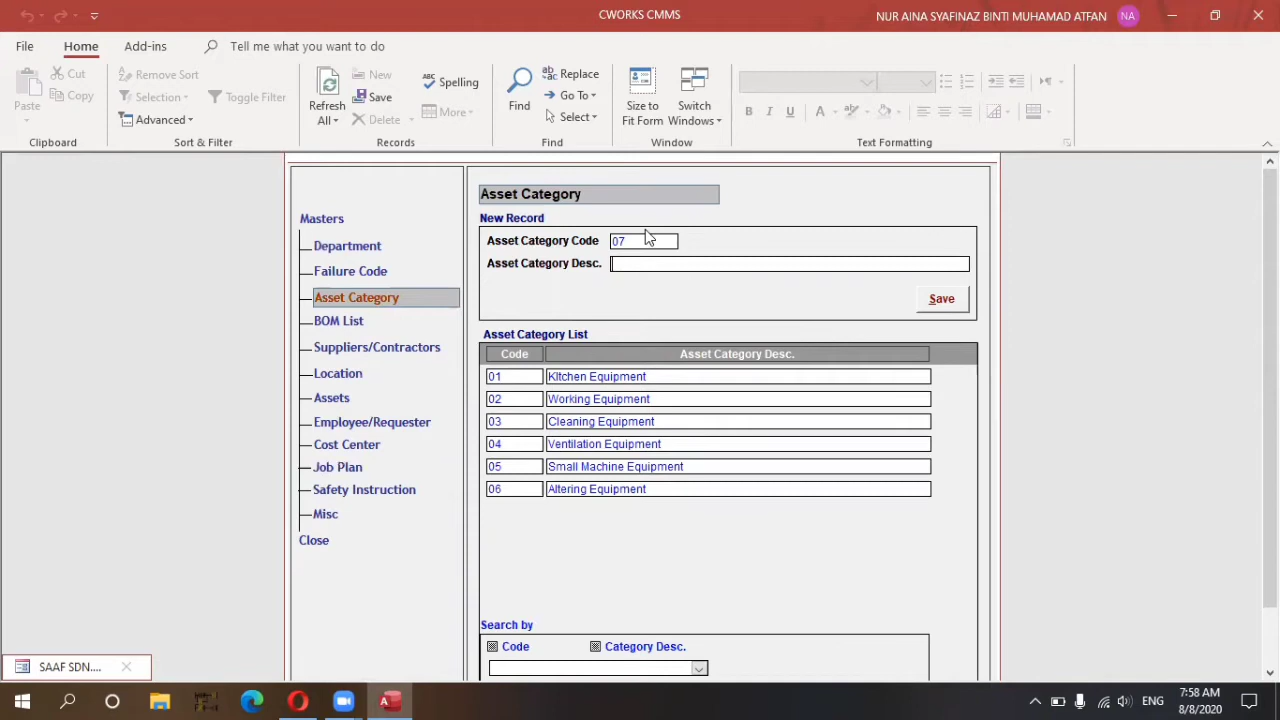 CWORKS CMMS
NUR AINA SYAFINAZ BINTI MUHAMAD ATFAN NA
File Home Add-ins Tell me what you want to do
Paste
Cut
Copy
Clipboard
Remove Sort
Selection
Toggle Filter
Advanced
Sort & Filter
Refresh All
New
Save
Delete
Spelling
More
Records
Find
Replace
Go To
Select
Find
Size to Fit Form
Switch Windows
Window
B I U
A
Text Formatting
Masters
Department
Failure Code
Asset Category
BOM List
Suppliers/Contractors
Location
Assets
Employee/Requester
Cost Center
Job Plan
Safety Instruction
Misc
Close
Asset Category
New Record
Asset Category Code 07
Asset Category Desc.
Save
Asset Category List
Code Asset Category Desc.
01 KItchen Equipment
02 Working Equipment
03 Cleaning Equipment
04 Ventilation Equipment
05 Small Machine Equipment
06 Altering Equipment
Search by
Code Category Desc.
SAAF SDN....
ENG
7:58 AM
8/8/2020